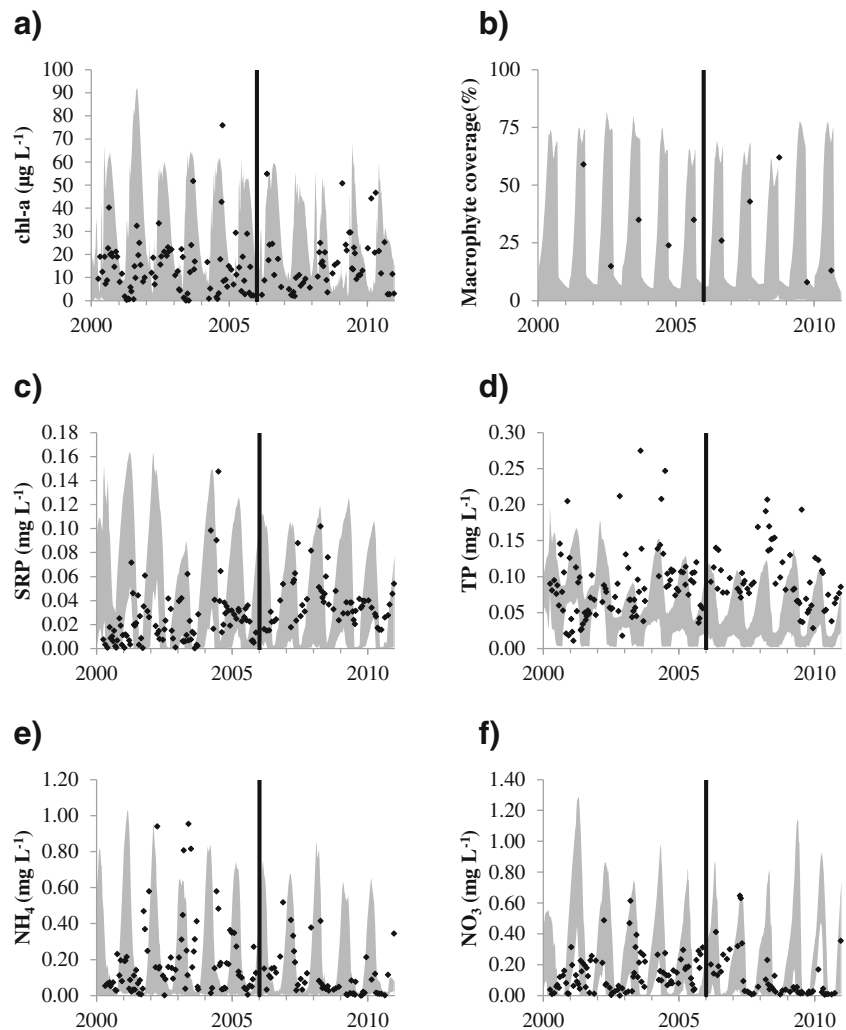 a)
100
90
80
70
60
50
40
30
20
10
0
chl-a (µg L⁻¹)
2000 2005 2010
b)
100
75
50
25
0
Macrophyte coverage(%)
2000 2005 2010
c)
0.18
0.16
0.14
0.12
0.10
0.08
0.06
0.04
0.02
0.00
SRP (mg L⁻¹)
2000 2005 2010
d)
0.30
0.25
0.20
0.15
0.10
0.05
0.00
TP (mg L⁻¹)
2000 2005 2010
e)
1.20
1.00
0.80
0.60
0.40
0.20
0.00
NH₄ (mg L⁻¹)
2000 2005 2010
f)
1.40
1.20
1.00
0.80
0.60
0.40
0.20
0.00
NO₃ (mg L⁻¹)
2000 2005 2010